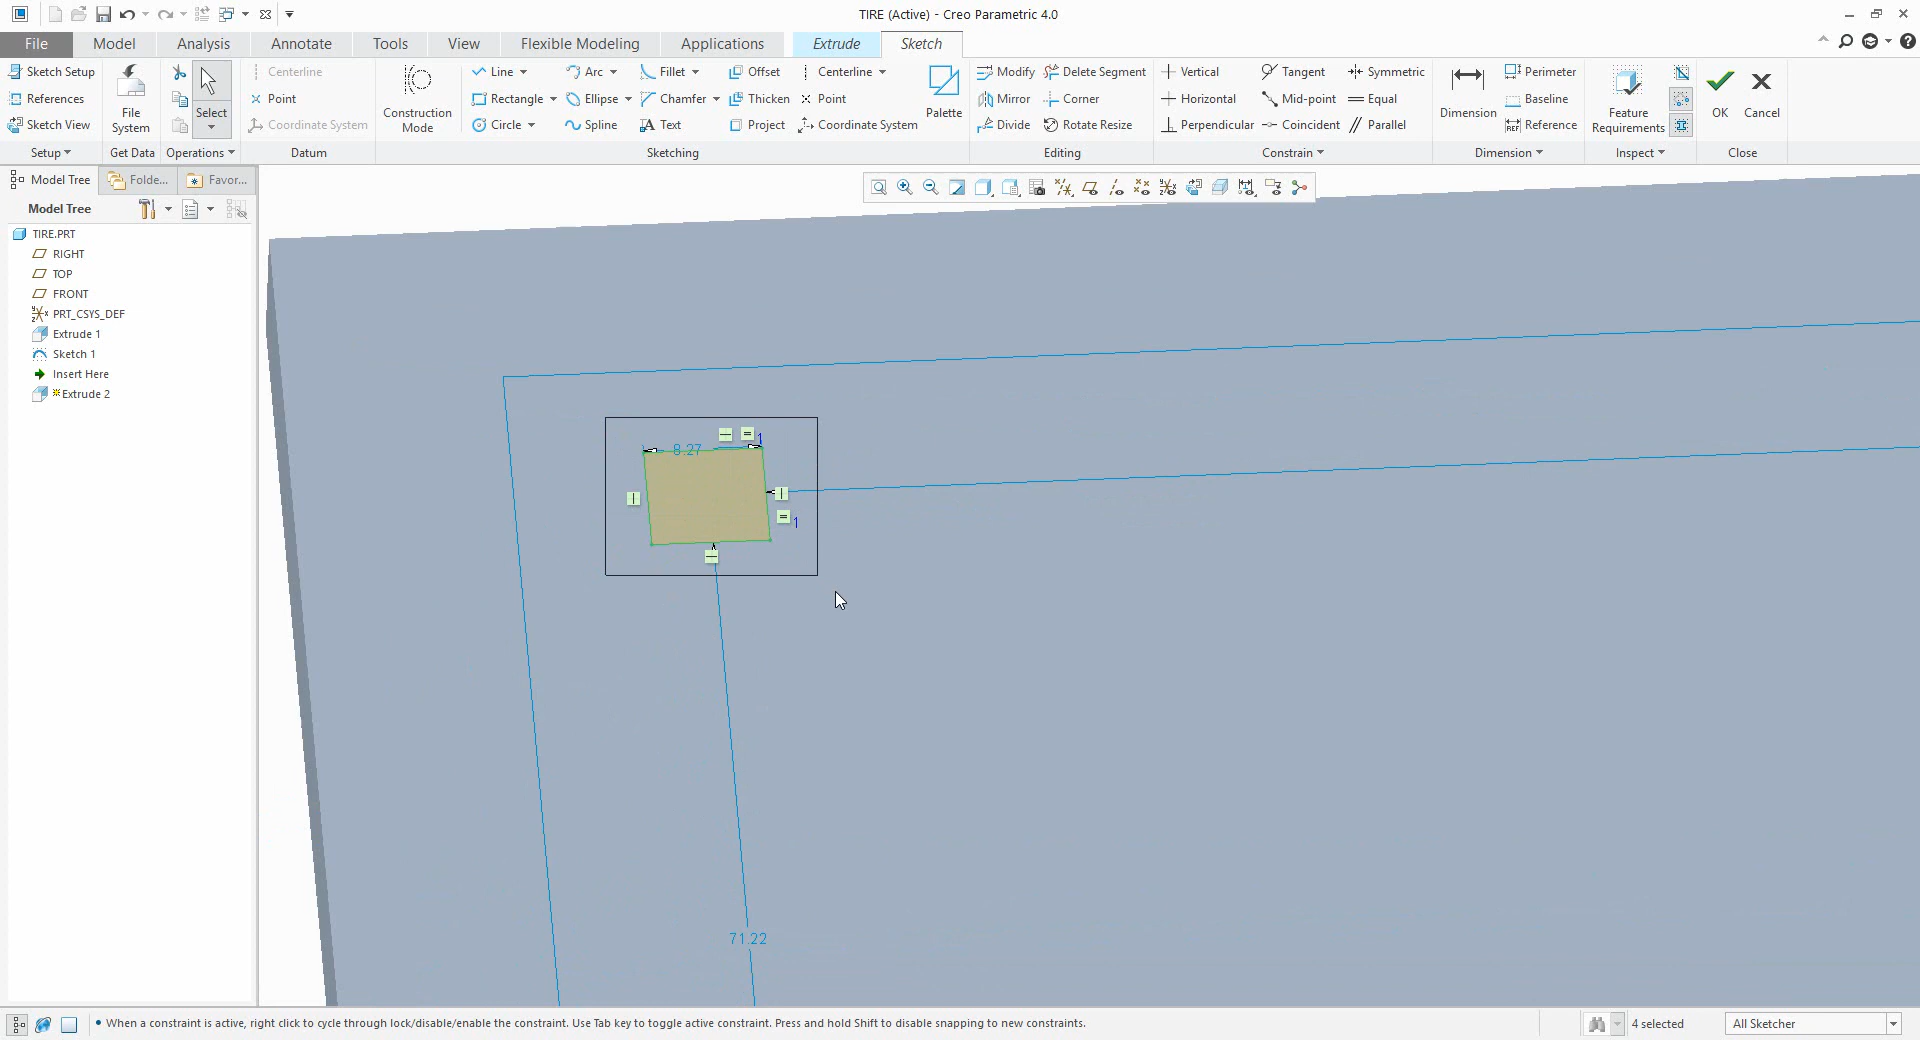 TIRE (Active) - Creo Parametric 4.0
File Model Analysis Annotate Tools View Flexible Modeling Applications Extrude Sketch
Sketch Setup
References
Sketch View
Setup
File System
Get Data
Select
Operations
Centerline
Point
Coordinate System
Datum
Construction Mode
Line Arc Fillet Offset Centerline
Rectangle Ellipse Chamfer Thicken Point
Circle Spline Text Project Coordinate System
Palette
Sketching
Modify Delete Segment
Mirror Corner
Divide Rotate Resize
Editing
Vertical Tangent Symmetric
Horizontal Mid-point Equal
Perpendicular Coincident Parallel
Constrain
Dimension
Perimeter
Baseline
REF Reference
Dimension
Feature Requirements
Inspect
OK Cancel
Close
Model Tree Folde... Favor...
Model Tree
TIRE.PRT
RIGHT
TOP
FRONT
PRT_CSYS_DEF
Extrude 1
Sketch 1
Insert Here
Extrude 2
8.27
1
1
71.22
When a constraint is active, right click to cycle through lock/disable/enable the constraint. Use Tab key to toggle active constraint. Press and hold Shift to disable snapping to new constraints.
4 selected
All Sketcher